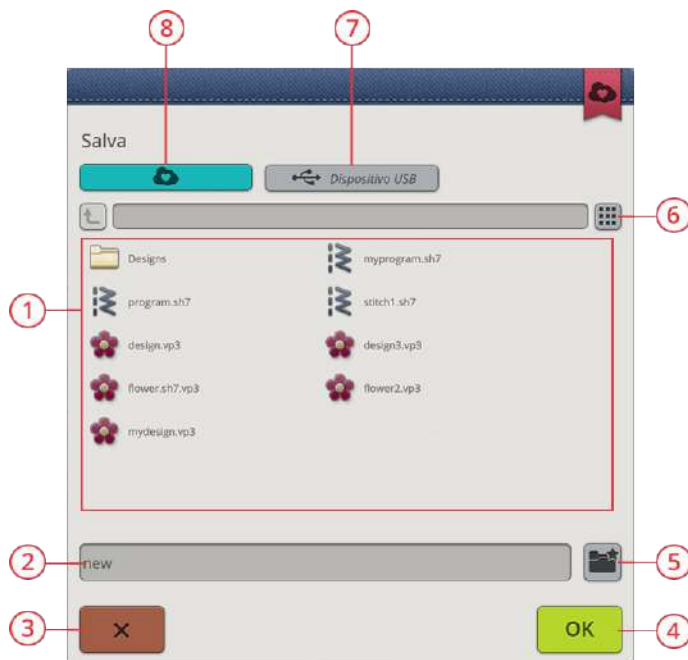 8 7
Salva
Dispositivo USB
6
Designs myprogram.sh7
1
program.sh7 stitch1.sh7
design.vp3 design3.vp3
flower.sh7.vp3 flower2.vp3
mydesign.vp3
2 new 5
3 OK 4